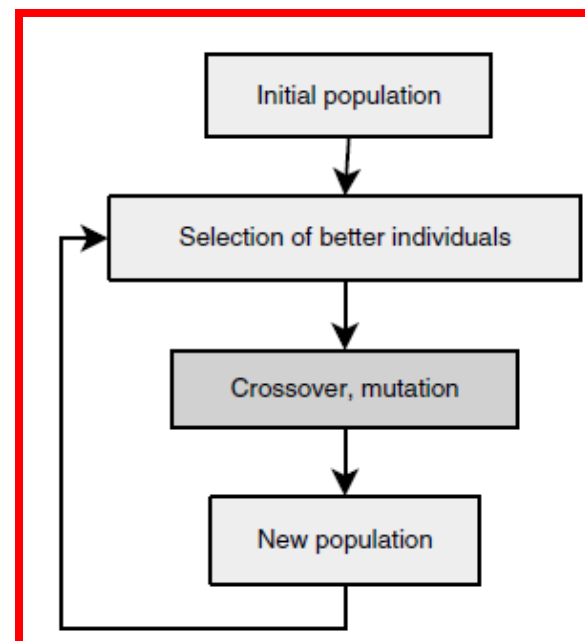 Initial population
Selection of better individuals
Crossover, mutation
New population